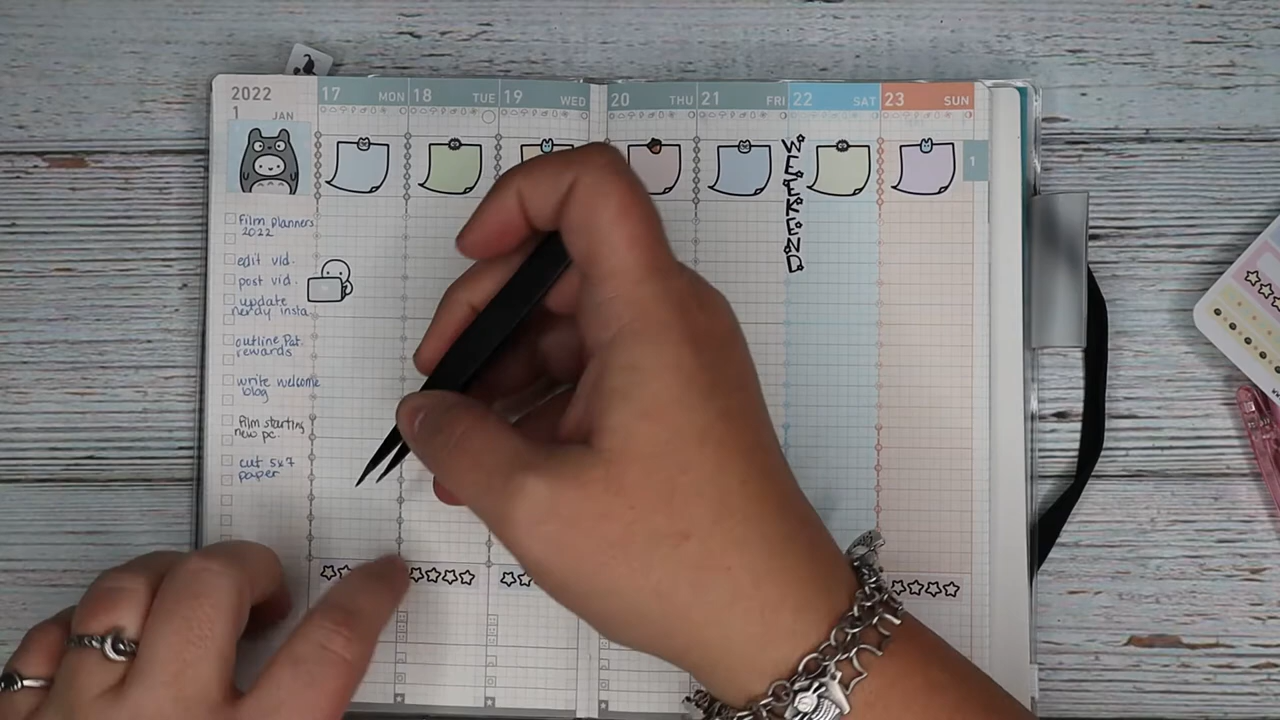 2022
1 JAN
17 MON
18 TUE
19 WED
20 THU
21 FRI
22 SAT
23 SUN
1
WEEKEND
Film planners
2022
edit vid.
post vid.
update
nerdy insta
outline Pat.
rewards
write welcome
blog
Film starting
new pc.
cut 5x7
paper